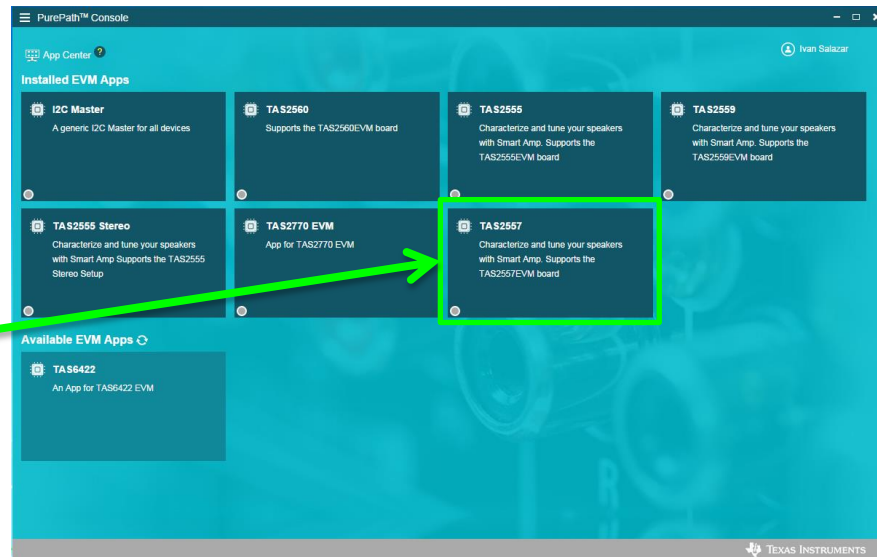 PurePath™ Console
App Center ?
Ivan Salazar
Installed EVM Apps
I2C Master
A generic I2C Master for all devices
TAS2560
Supports the TAS2560EVM board
TAS2555
Characterize and tune your speakers
with Smart Amp. Supports the
TAS2555EVM board
TAS2559
Characterize and tune your speakers
with Smart Amp. Supports the
TAS2559EVM board
TAS2555 Stereo
Characterize and tune your speakers
with Smart Amp Supports the TAS2555
Stereo Setup
TAS2770 EVM
App for TAS2770 EVM
TAS2557
Characterize and tune your speakers
with Smart Amp. Supports the
TAS2557EVM board
Available EVM Apps
TAS6422
An App for TAS6422 EVM
R
TEXAS INSTRUMENTS